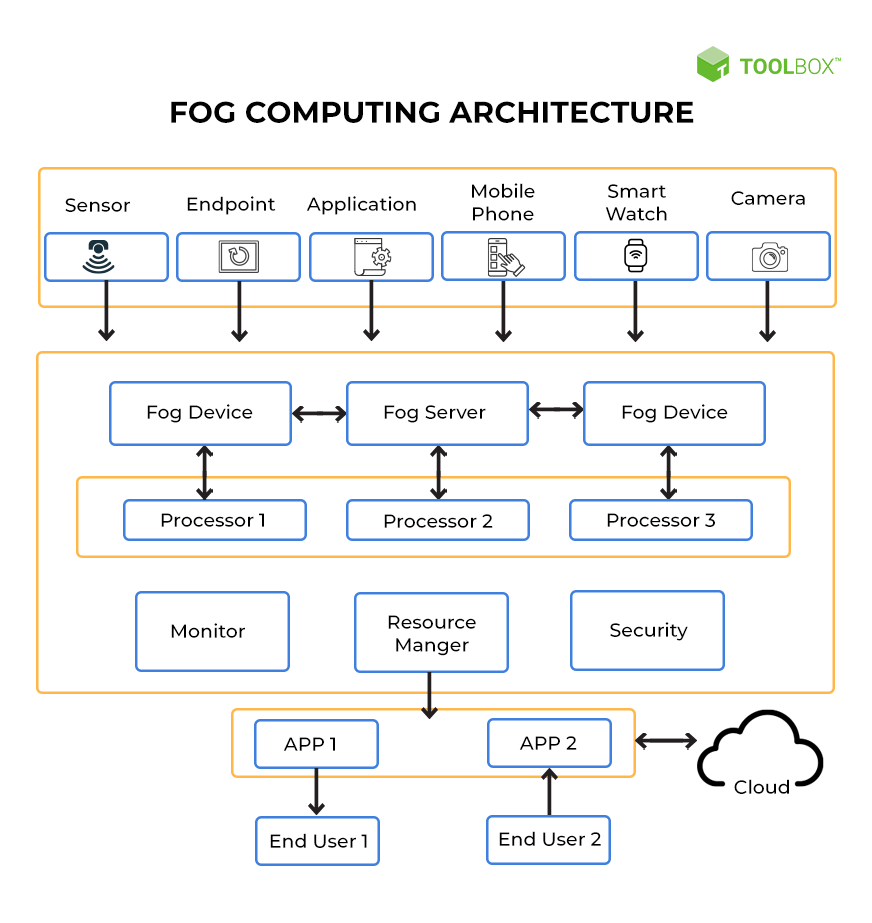 TOOLBOX™
FOG COMPUTING ARCHITECTURE
Sensor
Endpoint
Application
Mobile
Phone
Smart
Watch
Camera
Fog Device
Fog Server
Fog Device
Processor 1
Processor 2
Processor 3
Monitor
Resource
Manger
Security
APP 1
APP 2
Cloud
End User 1
End User 2